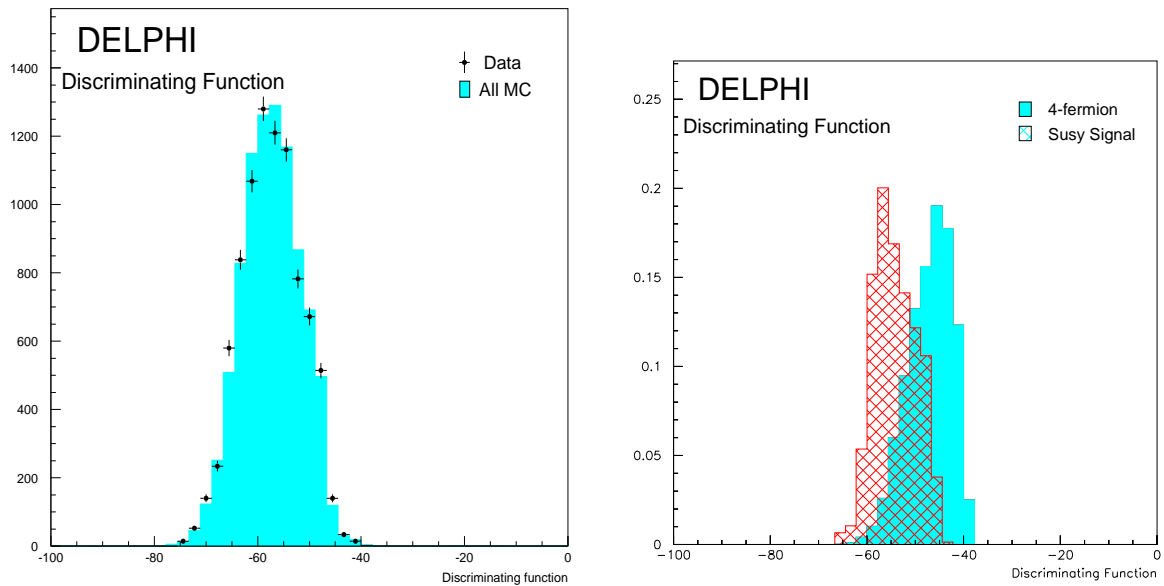 DELPHI
Discriminating Function
Data
All MC
1400
1200
1000
800
600
400
200
0
-100
-80
-60
-40
-20
0
Discriminating function
DELPHI
Discriminating Function
4-fermion
Susy Signal
0.25
0.2
0.15
0.1
0.05
0
-100
-80
-60
-40
-20
0
Discriminating Function